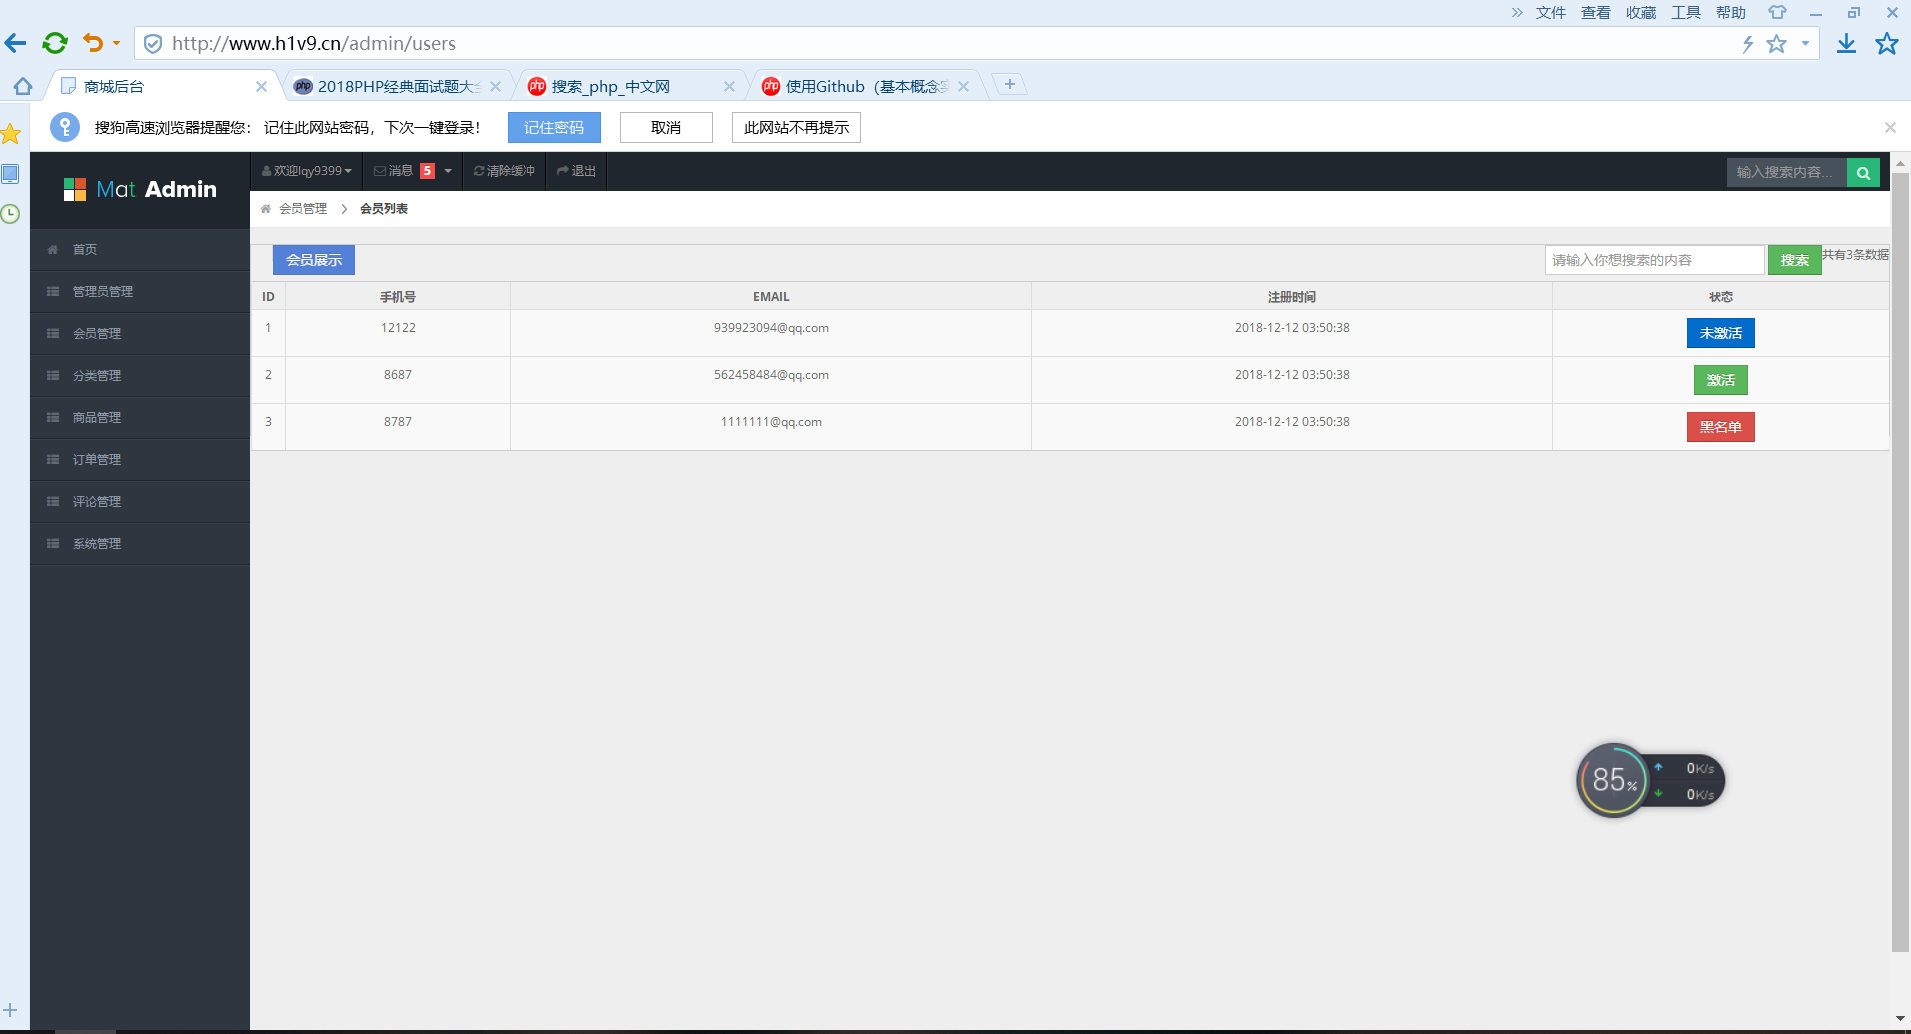 文件 查看 收藏 工具 帮助
http://www.h1v9.cn/admin/users
商城后台 2018PHP经典面试题大 搜索_php_中文网 使用Github（基本概念
搜狗高速浏览器提醒您： 记住此网站密码，下次一键登录！ 记住密码 取消 此网站不再提示
Mat Admin
欢迎lqy9399 消息 5 清除缓冲 退出 输入搜索内容...
会员管理 会员列表
首页
管理员管理
会员管理
分类管理
商品管理
订单管理
评论管理
系统管理
会员展示 请输入你想搜索的内容 搜索 共有3条数据
ID 手机号 EMAIL 注册时间 状态
1 12122 939923094@qq.com 2018-12-12 03:50:38 未激活
2 8687 562458484@qq.com 2018-12-12 03:50:38 激活
3 8787 1111111@qq.com 2018-12-12 03:50:38 黑名单
85%
0K/s
0K/s